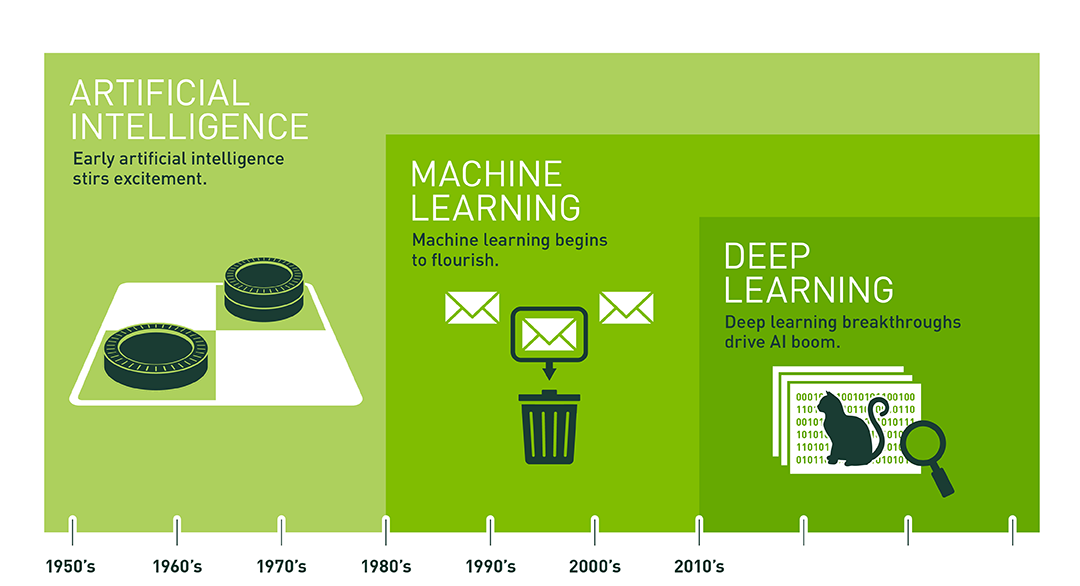 ARTIFICIAL
INTELLIGENCE
Early artificial intelligence
stirs excitement.
MACHINE
LEARNING
Machine learning begins
to flourish.
DEEP
LEARNING
Deep learning breakthroughs
drive AI boom.
1950's 1960's 1970's 1980's 1990's 2000's 2010's